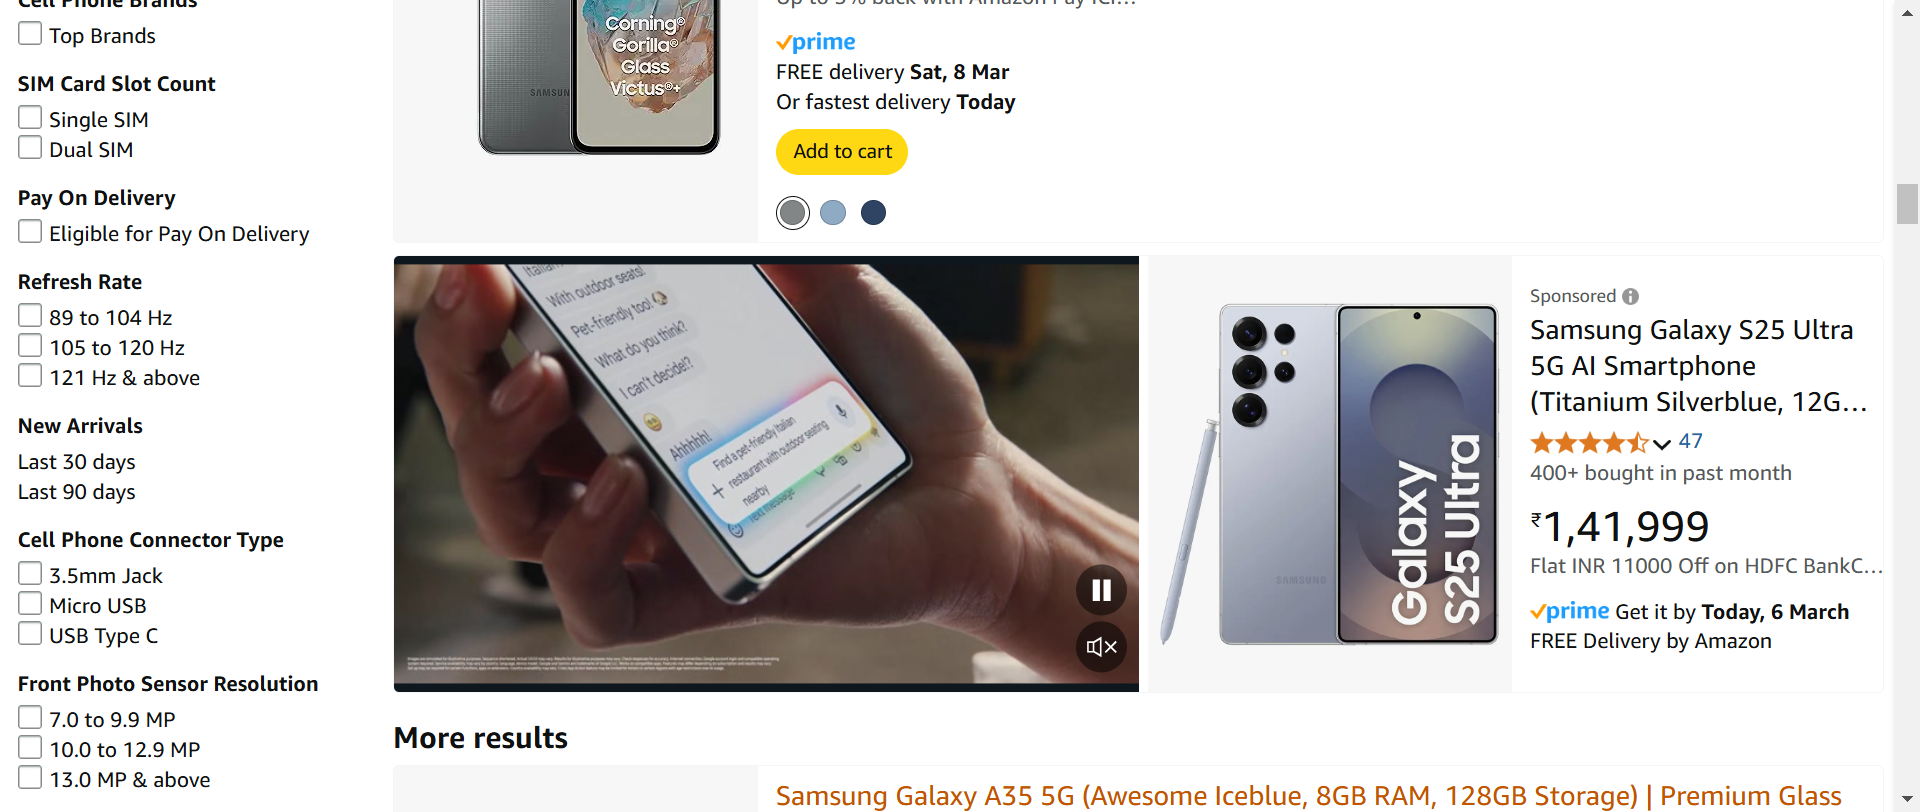 Cell Phone Brands
Top Brands
SIM Card Slot Count
Single SIM
Dual SIM
Pay On Delivery
Eligible for Pay On Delivery
Refresh Rate
89 to 104 Hz
105 to 120 Hz
121 Hz & above
New Arrivals
Last 30 days
Last 90 days
Cell Phone Connector Type
3.5mm Jack
Micro USB
USB Type C
Front Photo Sensor Resolution
7.0 to 9.9 MP
10.0 to 12.9 MP
13.0 MP & above
Corning®
Gorilla®
Glass
Victus®+
SAMSUN
Up to 5% back with Amazon Pay ICI…
prime
FREE delivery Sat, 8 Mar
Or fastest delivery Today
Add to cart
With outdoor seats!
Pet-friendly too!
What do you think?
I can't decide!?
Ahhhhh!
Find a pet-friendly Italian
restaurant with outdoor seating
nearby
Text message
SAMSUNG
Galaxy
S25 Ultra
Sponsored
Samsung Galaxy S25 Ultra
5G AI Smartphone
(Titanium Silverblue, 12G…
47
400+ bought in past month
₹1,41,999
Flat INR 11000 Off on HDFC BankC…
prime Get it by Today, 6 March
FREE Delivery by Amazon
More results
Samsung Galaxy A35 5G (Awesome Iceblue, 8GB RAM, 128GB Storage) | Premium Glass